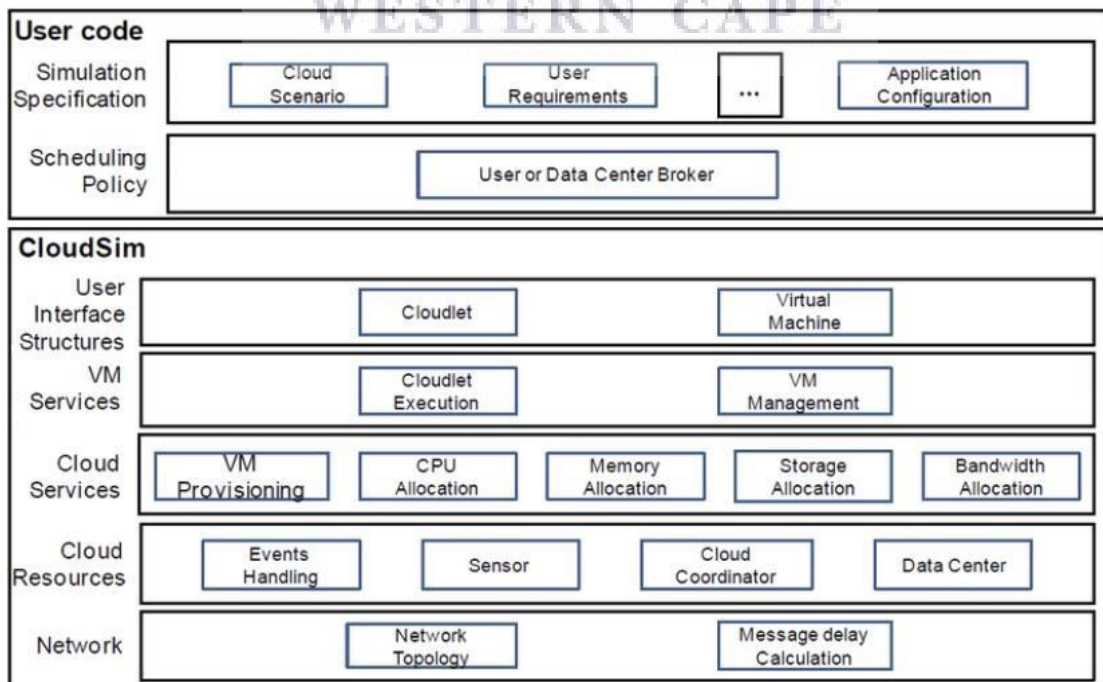 WESTERN CAPE
User code
Simulation
Specification
Cloud
Scenario
User
Requirements
...
Application
Configuration
Scheduling
Policy
User or Data Center Broker
CloudSim
User
Interface
Structures
Cloudlet
Virtual
Machine
VM
Services
Cloudlet
Execution
VM
Management
Cloud
Services
VM
Provisioning
CPU
Allocation
Memory
Allocation
Storage
Allocation
Bandwidth
Allocation
Cloud
Resources
Events
Handling
Sensor
Cloud
Coordinator
Data Center
Network
Network
Topology
Message delay
Calculation